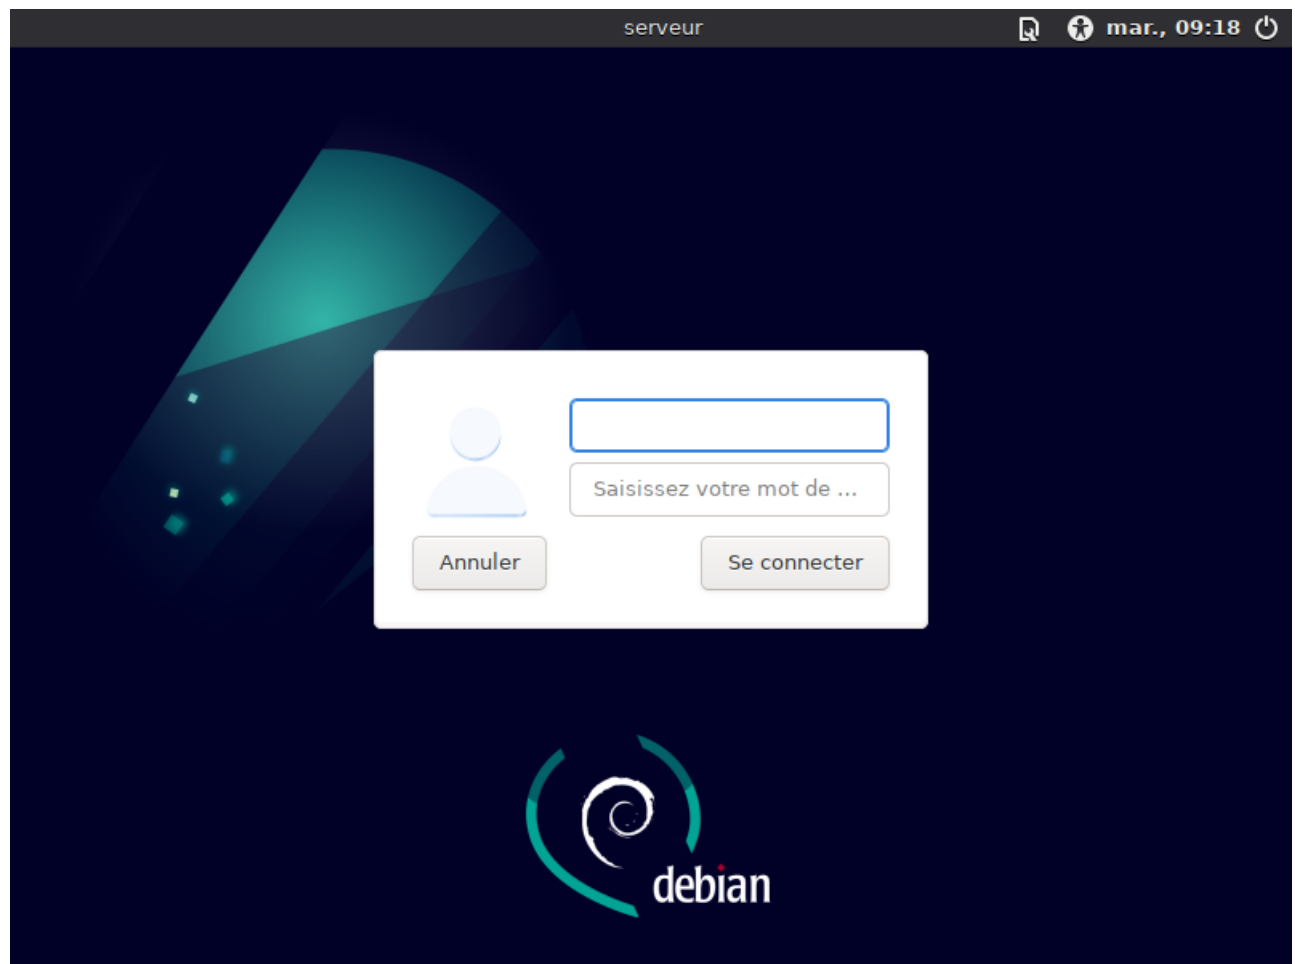 serveur
mar., 09:18
Saisissez votre mot de ...
Annuler
Se connecter
debian